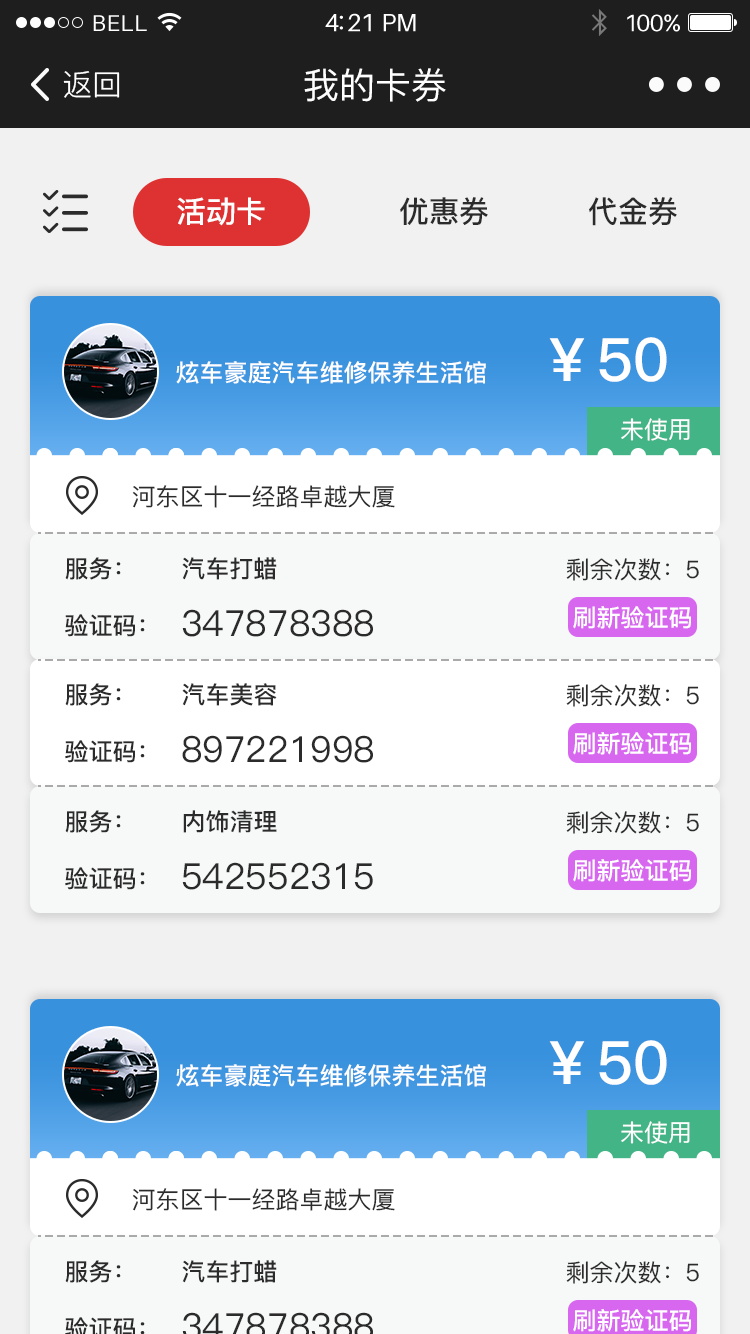 BELL 4:21 PM 100%
返回 我的卡券
活动卡 优惠券 代金券
炫车豪庭汽车维修保养生活馆 ¥50
未使用
河东区十一经路卓越大厦
服务： 汽车打蜡 剩余次数：5
验证码： 347878388 刷新验证码
服务： 汽车美容 剩余次数：5
验证码： 897221998 刷新验证码
服务： 内饰清理 剩余次数：5
验证码： 542552315 刷新验证码
炫车豪庭汽车维修保养生活馆 ¥50
未使用
河东区十一经路卓越大厦
服务： 汽车打蜡 剩余次数：5
验证码： 347878388 刷新验证码